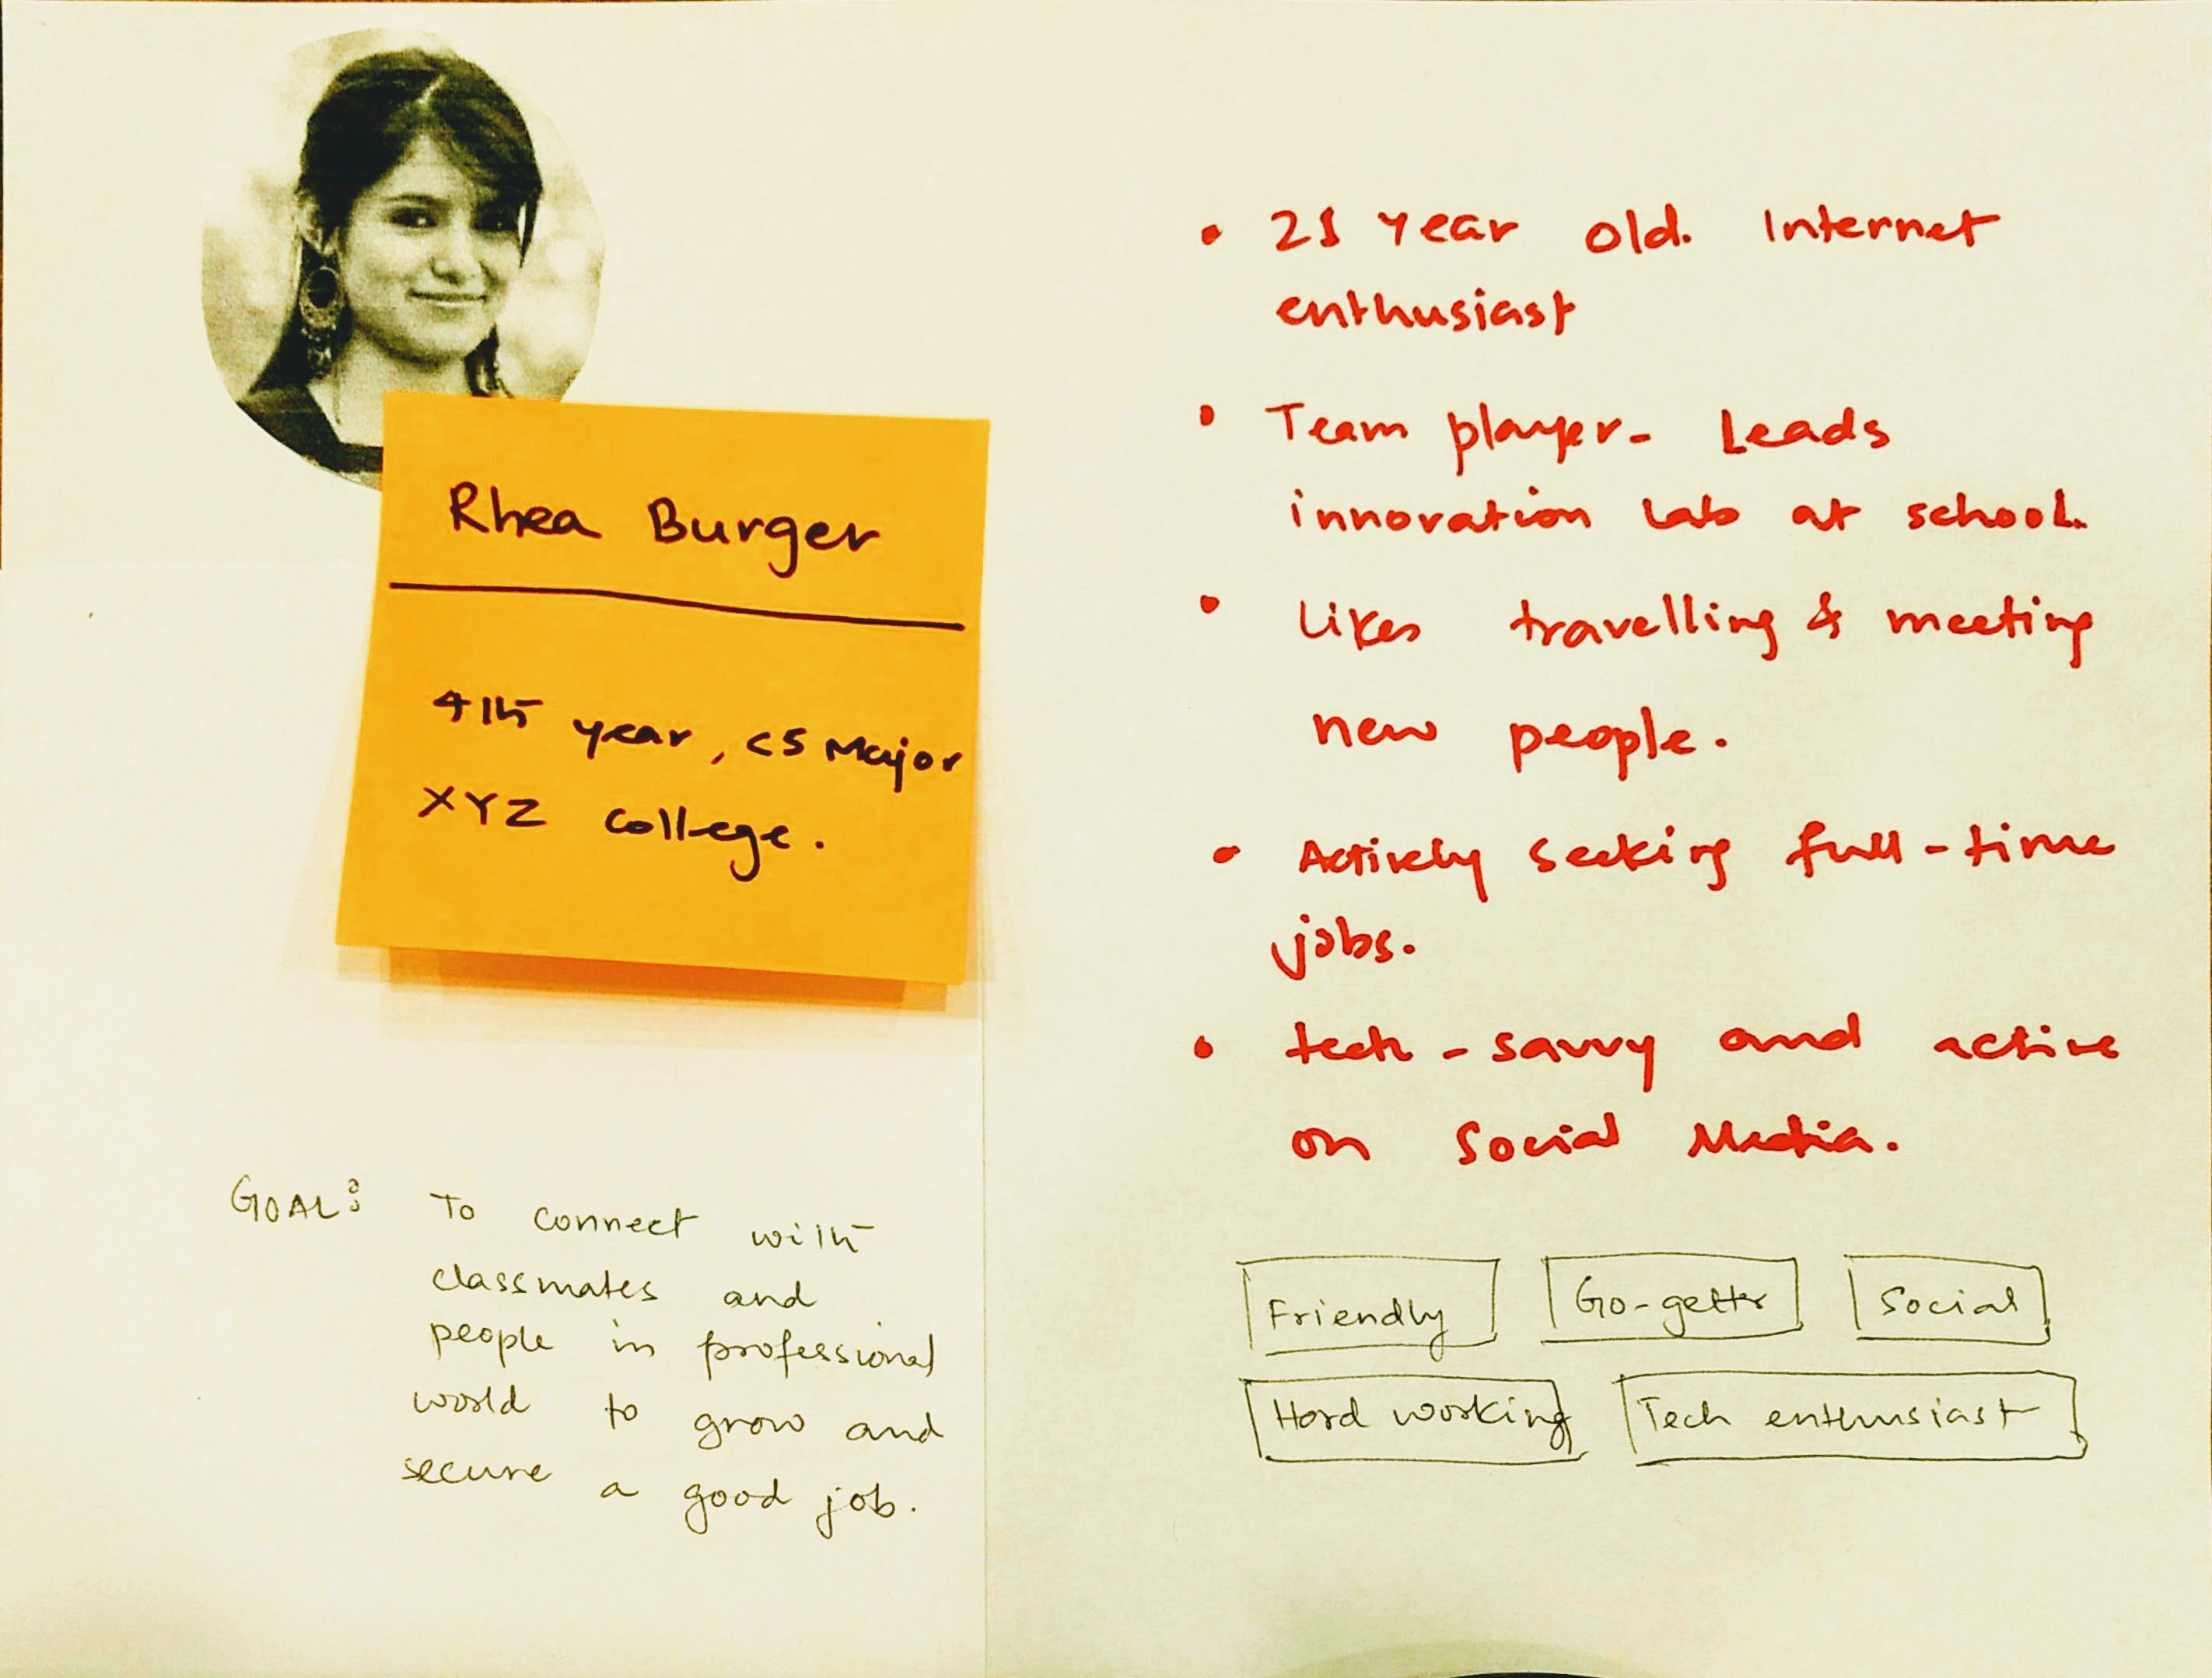 Rhea Burger
4th year, CS Major
XYZ College.
GOAL: To connect with
classmates and
people in professional
world to grow and
secure a good job.
• 21 Year old. Internet
enthusiast
• Team player- Leads
innovation lab at school.
• Likes travelling & meeting
new people.
• Actively seeking full-time
jobs.
• tech-savvy and active
on Social Media.
Friendly Go-getter Social
Hard working Tech enthusiast